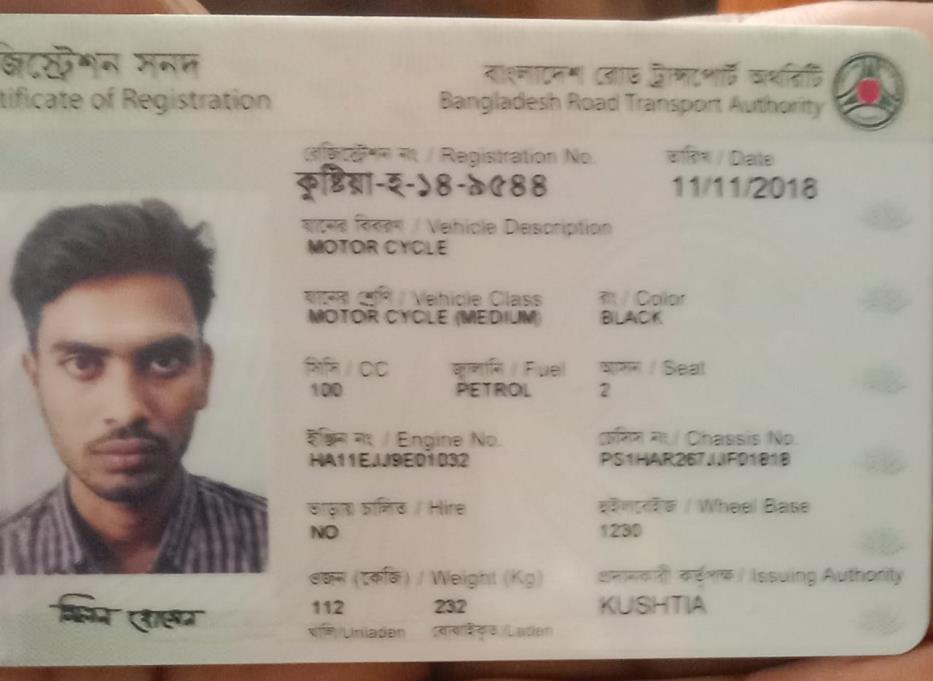 জিস্ট্রেশন সনদ
tificate of Registration
বাংলাদেশ রোড ট্রান্সপোর্ট অথরিটি
Bangladesh Road Transport Authority
রেজিস্ট্রেশন নং / Registration No.
কুষ্টিয়া-হ-১৪-৯৫৪৪
তারিখ / Date
11/11/2018
যানের বিবরণ / Vehicle Description
MOTOR CYCLE
যানের শ্রেণি / Vehicle Class
MOTOR CYCLE (MEDIUM)
রং / Color
BLACK
সিসি / CC
100
জ্বালানি / Fuel
PETROL
আসন / Seat
2
ইঞ্জিন নং / Engine No.
HA11EJJ9E01032
চেসিস নং / Chassis No.
PS1HAR267JJF01818
ভাড়ায় চালিত / Hire
NO
হুইলবেইজ / Wheel Base
1230
ওজন (কেজি) / Weight (Kg)
112 232
খালি/Unladen বোঝাইকৃত/Laden
প্রদানকারী কর্তৃপক্ষ / Issuing Authority
KUSHTIA
মিলন হোসেন